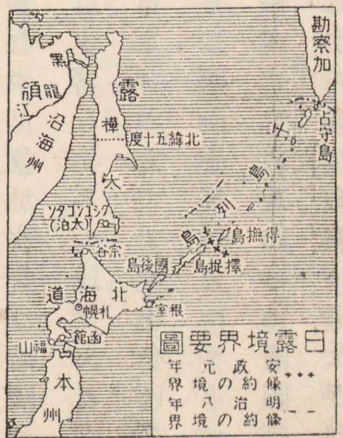 日露境界要圖
安政元年
條約の境界
明治八年
條約の境界
勘察加
占守島
千島列島
得撫島
擇捉島
國後島
根室
露領
黑龍江
沿海州
樺太
北緯五十度
クシユンコタン
(大泊)
宗谷
北海道
札幌
函館
福山
本州